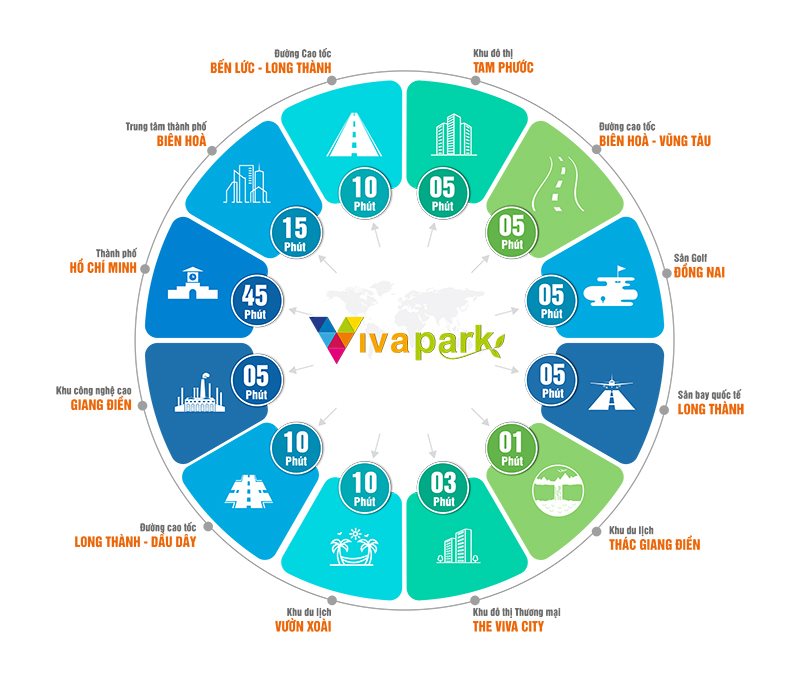 Đường Cao tốc
BẾN LỨC - LONG THÀNH
10
Phút
Khu đô thị
TAM PHƯỚC
05
Phút
Đường cao tốc
BIÊN HOÀ - VŨNG TÀU
05
Phút
Sân Golf
ĐỒNG NAI
05
Phút
Sân bay quốc tế
LONG THÀNH
05
Phút
Khu du lịch
THÁC GIANG ĐIỀN
01
Phút
Khu đô thị Thương mại
THE VIVA CITY
03
Phút
Khu du lịch
VƯỜN XOÀI
10
Phút
Đường cao tốc
LONG THÀNH - DẦU DÂY
10
Phút
Khu công nghệ cao
GIANG ĐIỀN
05
Phút
Thành phố
HỒ CHÍ MINH
45
Phút
Trung tâm thành phố
BIÊN HOÀ
15
Phút
Vivapark